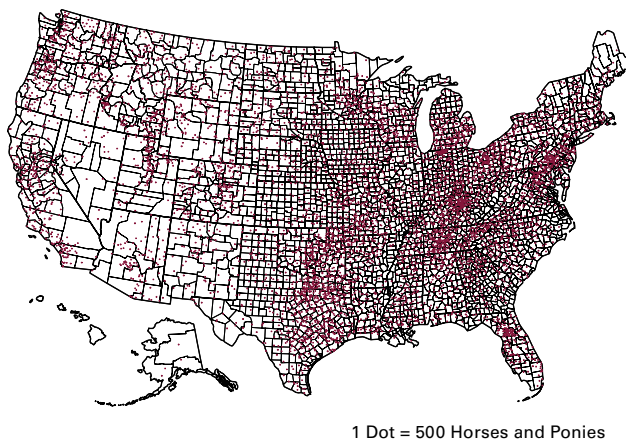 1 Dot = 500 Horses and Ponies